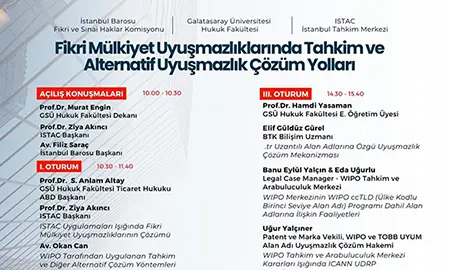 İstanbul Barosu
Fikri ve Sınai Haklar Komisyonu
Galatasaray Üniversitesi
Hukuk Fakültesi
ISTAC
İstanbul Tahkim Merkezi
Fikri Mülkiyet Uyuşmazlıklarında Tahkim ve
Alternatif Uyuşmazlık Çözüm Yolları
AÇILIŞ KONUŞMALARI 10.00 - 10.30
Prof.Dr. Murat Engin
GSÜ Hukuk Fakültesi Dekanı
Prof.Dr. Ziya Akıncı
ISTAC Başkanı
Av. Filiz Saraç
İstanbul Barosu Başkanı
I. OTURUM 10.30 - 11.40
Prof.Dr. S. Anlam Altay
GSÜ Hukuk Fakültesi Ticaret Hukuku
ABD Başkanı
Prof.Dr. Ziya Akıncı
ISTAC Başkanı
ISTAC Uygulamaları Işığında Fikri
Mülkiyet Uyuşmazlıklarının Çözümü
Av. Okan Can
WIPO Tarafından Uygulanan Tahkim
ve Diğer Alternatif Çözüm Yöntemleri
III. OTURUM 14.30 - 15.40
Prof.Dr. Hamdi Yasaman
GSÜ Hukuk Fakültesi E. Öğretim Üyesi
Elif Güldüz Gürel
BTK Bilişim Uzmanı
.tr Uzantılı Alan Adlarına Özgü Uyuşmazlık
Çözüm Mekanizması
Banu Eylül Yalçın & Eda Uğurlu
Legal Case Manager - WIPO Tahkim ve
Arabuluculuk Merkezi
WIPO Merkezinin WIPO ccTLD (Ülke Kodlu
Birinci Seviye Alan Adı) Programı Dahil Alan
Adlarına İlişkin Faaliyetleri
Uğur Yalçıner
Patent ve Marka Vekili, WIPO ve TOBB UYUM
Alan Adı Uyuşmazlık Çözüm Hakemi
WIPO Tahkim ve Arabuluculuk Merkezi
Kararları Işığında ICANN UDRP